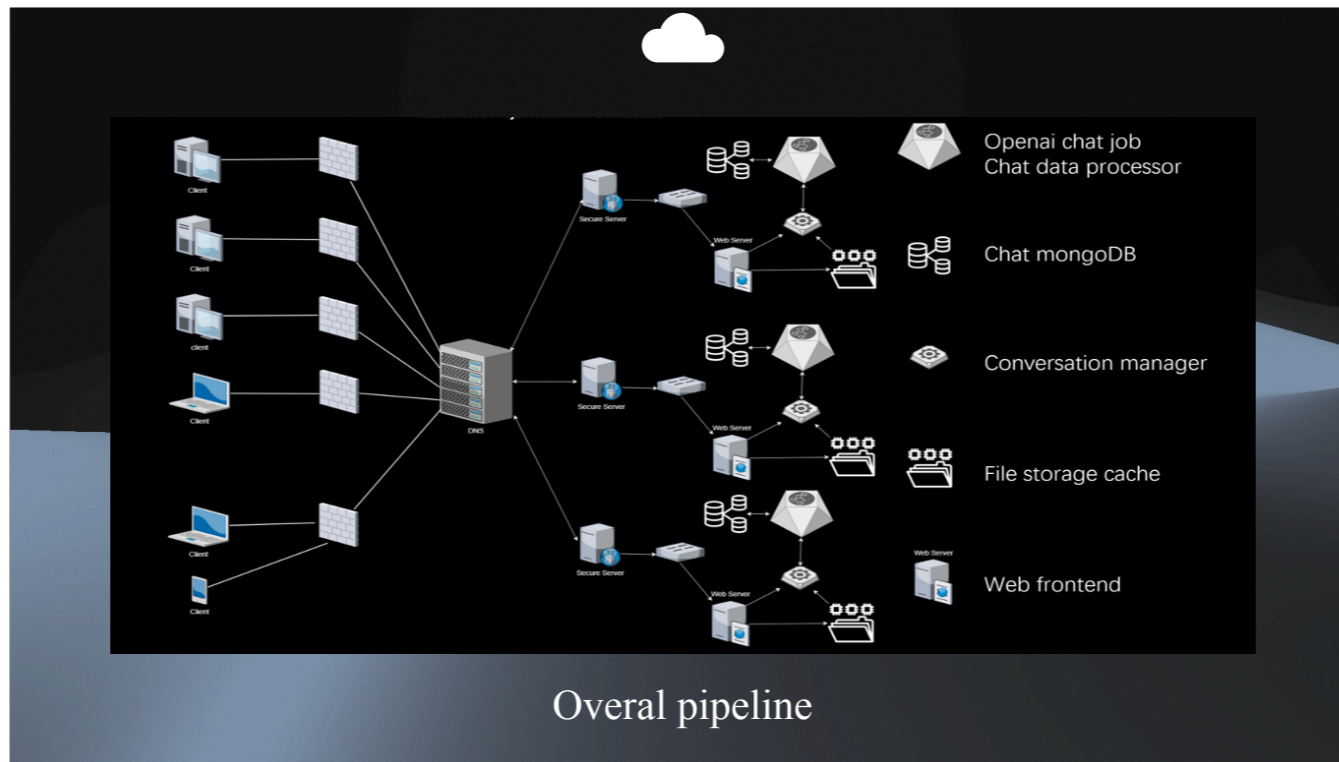 Client
Client
client
Client
Client
Client
DNS
Secure Server
Web Server
Secure Server
Web Server
Secure Server
Web Server
Openai chat job
Chat data processor
Chat mongoDB
Conversation manager
File storage cache
Web Server
Web frontend
Overal pipeline